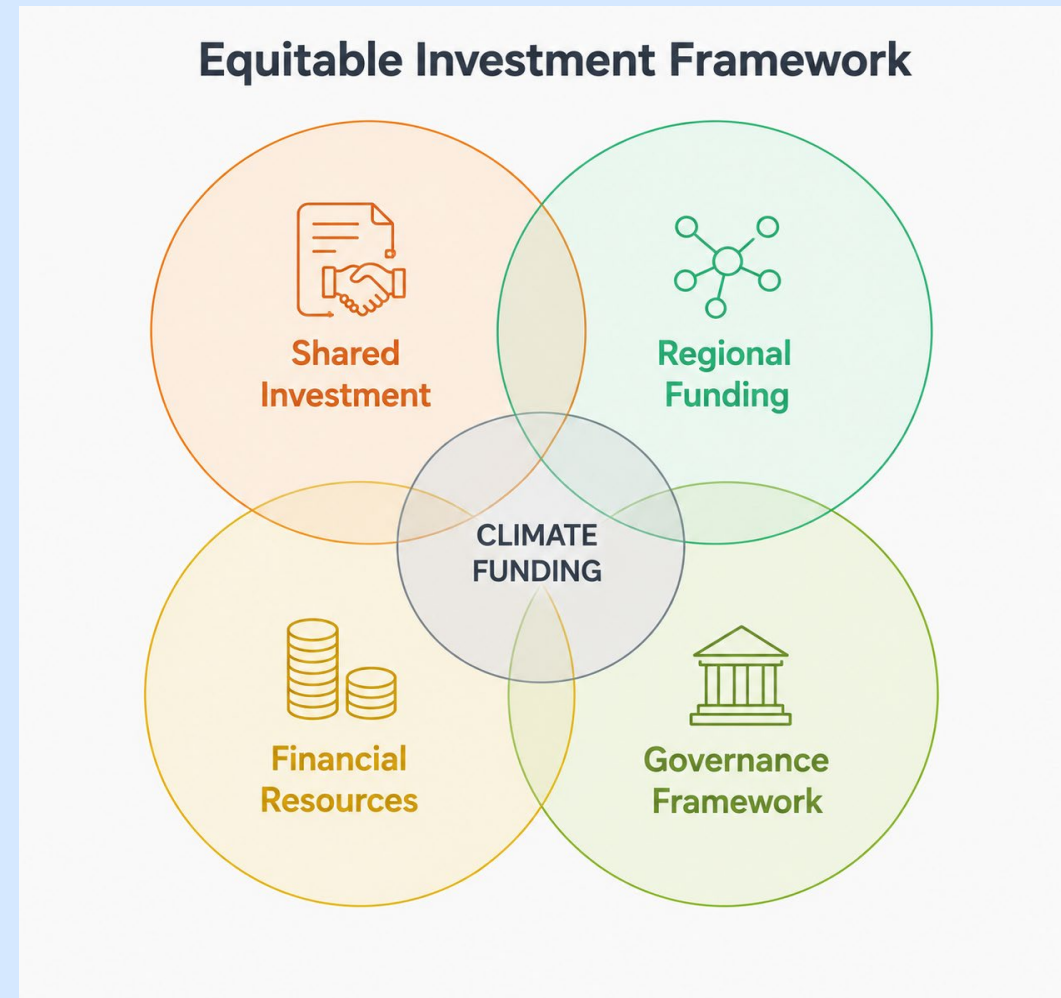 Equitable Investment Framework
Shared
Investment
Regional
Funding
CLIMATE
FUNDING
Financial
Resources
Governance
Framework